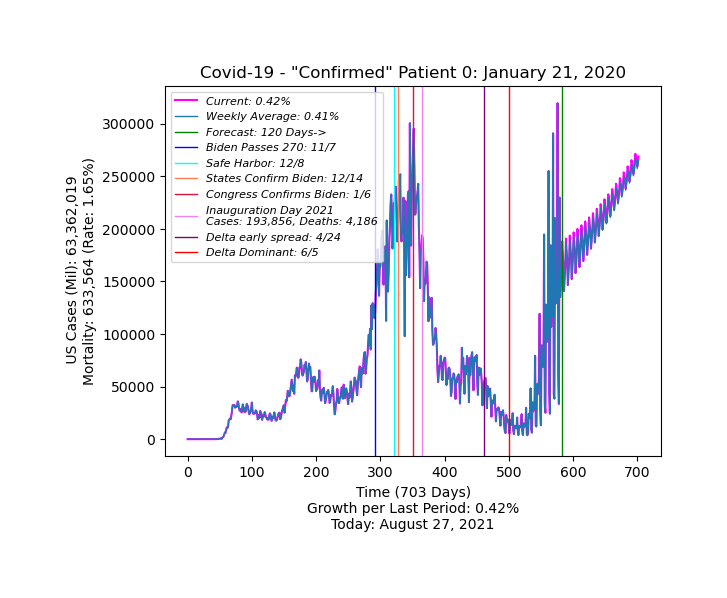 Covid-19 - "Confirmed" Patient 0: January 21, 2020
US Cases (Mil): 63,362,019
Mortality: 633,564 (Rate: 1.65%)
300000
250000
200000
150000
100000
50000
0
Current: 0.42%
Weekly Average: 0.41%
Forecast: 120 Days->
Biden Passes 270: 11/7
Safe Harbor: 12/8
States Confirm Biden: 12/14
Congress Confirms Biden: 1/6
Inauguration Day 2021
Cases: 193,856, Deaths: 4,186
Delta early spread: 4/24
Delta Dominant: 6/5
0 100 200 300 400 500 600 700
Time (703 Days)
Growth per Last Period: 0.42%
Today: August 27, 2021